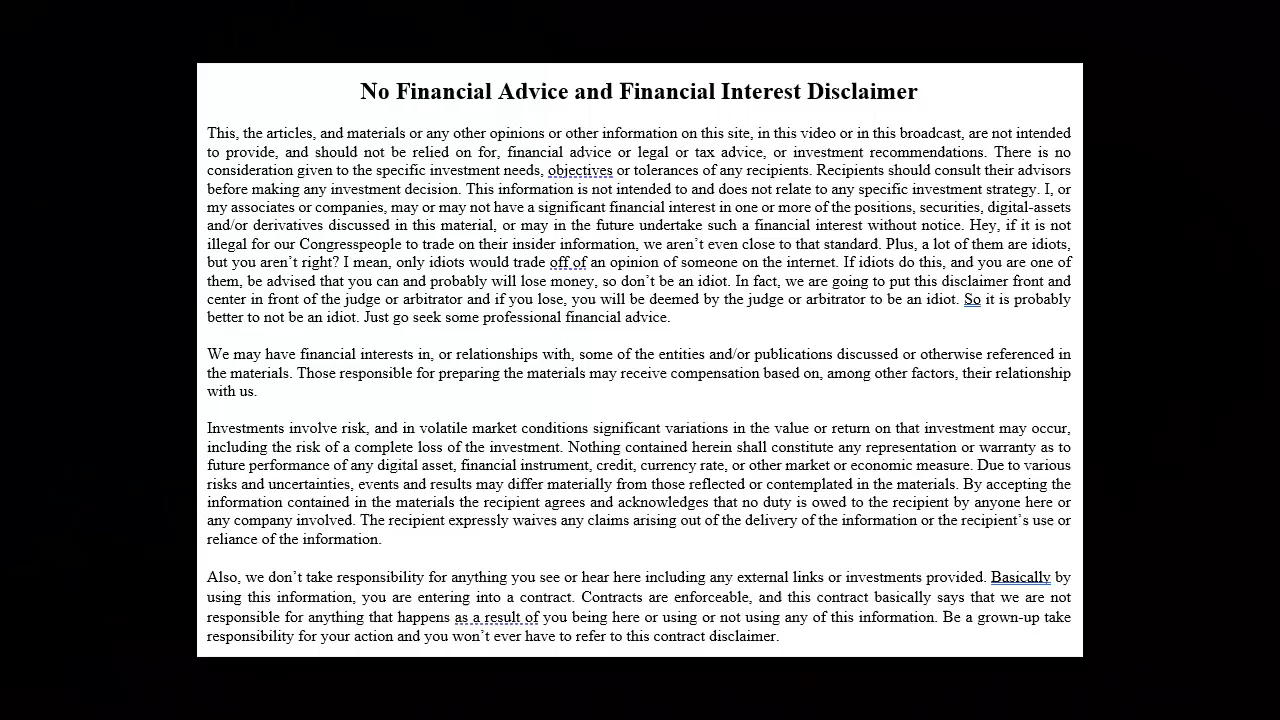 No Financial Advice and Financial Interest Disclaimer
This, the articles, and materials or any other opinions or other information on this site, in this video or in this broadcast, are not intended
to provide, and should not be relied on for, financial advice or legal or tax advice, or investment recommendations. There is no
consideration given to the specific investment needs, objectives or tolerances of any recipients. Recipients should consult their advisors
before making any investment decision. This information is not intended to and does not relate to any specific investment strategy. I, or
my associates or companies, may or may not have a significant financial interest in one or more of the positions, securities, digital-assets
and/or derivatives discussed in this material, or may in the future undertake such a financial interest without notice. Hey, if it is not
illegal for our Congresspeople to trade on their insider information, we aren’t even close to that standard. Plus, a lot of them are idiots,
but you aren’t right? I mean, only idiots would trade off of an opinion of someone on the internet. If idiots do this, and you are one of
them, be advised that you can and probably will lose money, so don’t be an idiot. In fact, we are going to put this disclaimer front and
center in front of the judge or arbitrator and if you lose, you will be deemed by the judge or arbitrator to be an idiot. So it is probably
better to not be an idiot. Just go seek some professional financial advice.
We may have financial interests in, or relationships with, some of the entities and/or publications discussed or otherwise referenced in
the materials. Those responsible for preparing the materials may receive compensation based on, among other factors, their relationship
with us.
Investments involve risk, and in volatile market conditions significant variations in the value or return on that investment may occur,
including the risk of a complete loss of the investment. Nothing contained herein shall constitute any representation or warranty as to
future performance of any digital asset, financial instrument, credit, currency rate, or other market or economic measure. Due to various
risks and uncertainties, events and results may differ materially from those reflected or contemplated in the materials. By accepting the
information contained in the materials the recipient agrees and acknowledges that no duty is owed to the recipient by anyone here or
any company involved. The recipient expressly waives any claims arising out of the delivery of the information or the recipient’s use or
reliance of the information.
Also, we don’t take responsibility for anything you see or hear here including any external links or investments provided. Basically by
using this information, you are entering into a contract. Contracts are enforceable, and this contract basically says that we are not
responsible for anything that happens as a result of you being here or using or not using any of this information. Be a grown-up take
responsibility for your action and you won’t ever have to refer to this contract disclaimer.